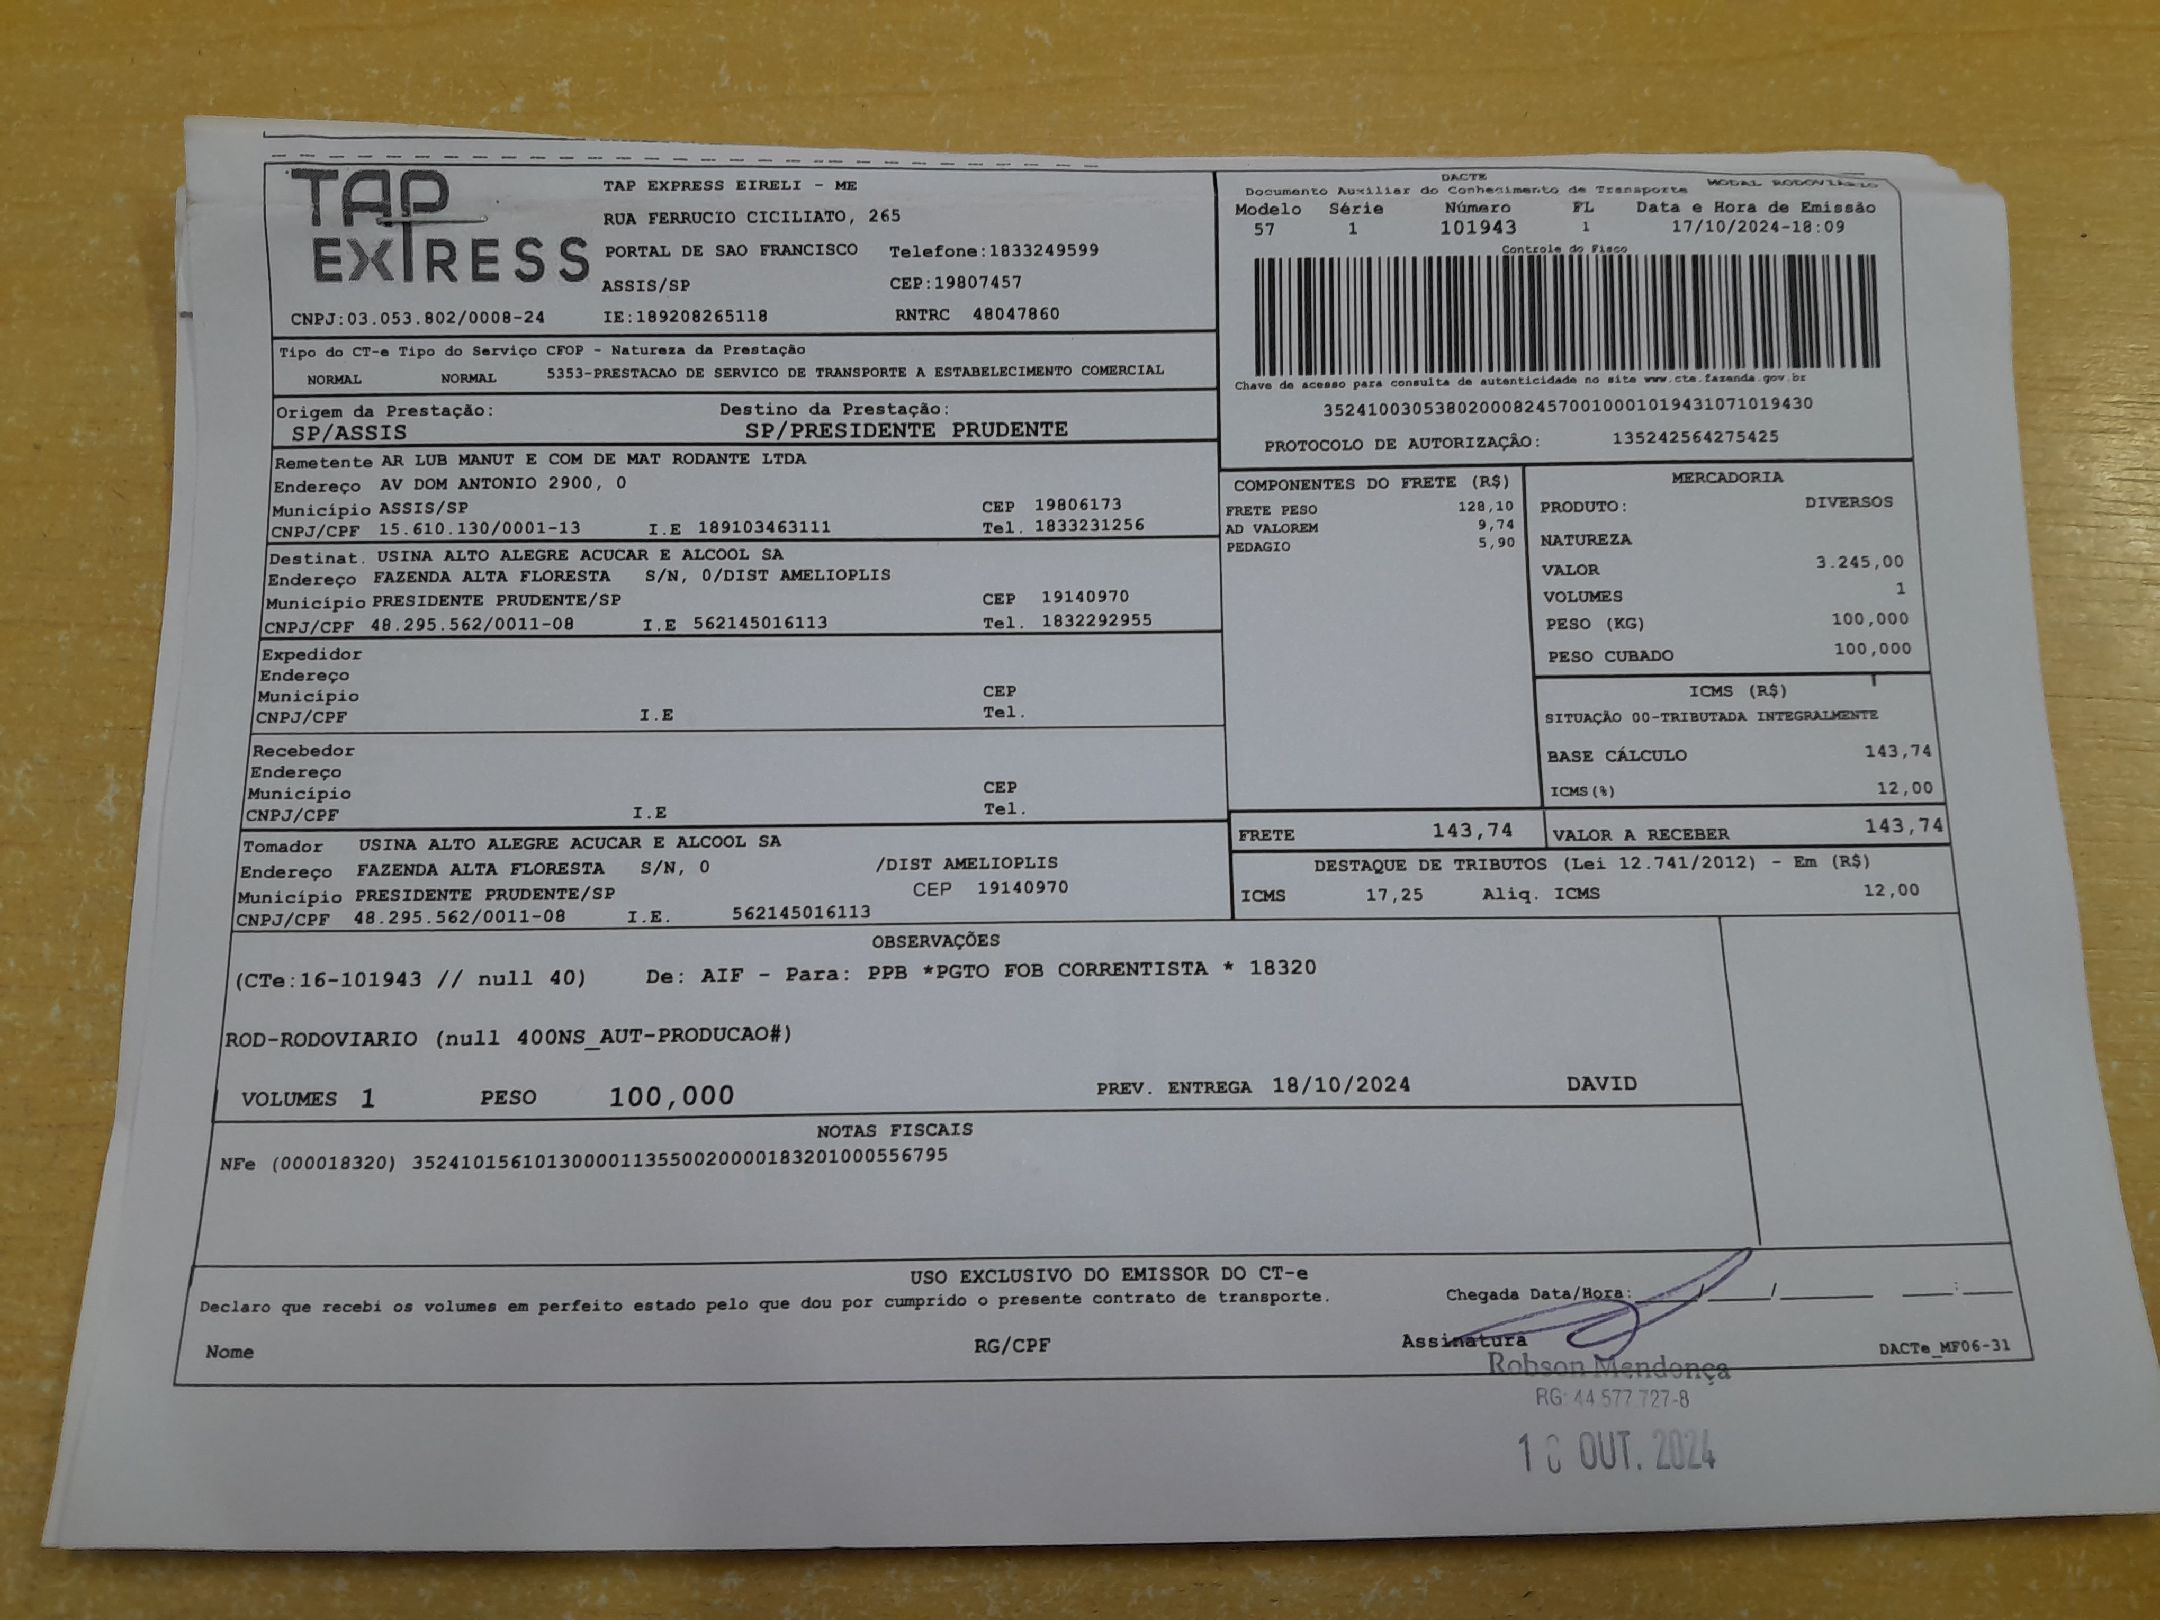 TAP
EXPRESS
TAP EXPRESS EIRELI - ME
RUA FERRUCIO CICILIATO, 265
PORTAL DE SAO FRANCISCO Telefone:1833249599
ASSIS/SP CEP:19807457
CNPJ:03.053.802/0008-24 IE:189208265118 RNTRC 48047860
DACTE
Documento Auxiliar do Conhecimento de Transporte MODAL RODOVIÁRIO
Modelo Série Número FL Data e Hora de Emissão
57 1 101943 1 17/10/2024-18:09
Controle do Fisco
Chave de acesso para consulta de autenticidade no site www.cte.fazenda.gov.br
35241003053802000824570010001019431071019430
PROTOCOLO DE AUTORIZAÇÃO: 135242564275425
Tipo do CT-e Tipo do Serviço CFOP - Natureza da Prestação
NORMAL NORMAL 5353-PRESTACAO DE SERVICO DE TRANSPORTE A ESTABELECIMENTO COMERCIAL
Origem da Prestação: Destino da Prestação:
SP/ASSIS SP/PRESIDENTE PRUDENTE
Remetente AR LUB MANUT E COM DE MAT RODANTE LTDA
Endereço AV DOM ANTONIO 2900, 0
Município ASSIS/SP CEP 19806173
CNPJ/CPF 15.610.130/0001-13 I.E 189103463111 Tel. 1833231256
Destinat. USINA ALTO ALEGRE ACUCAR E ALCOOL SA
Endereço FAZENDA ALTA FLORESTA S/N, 0/DIST AMELIOPLIS
Município PRESIDENTE PRUDENTE/SP CEP 19140970
CNPJ/CPF 48.295.562/0011-08 I.E 562145016113 Tel. 1832292955
Expedidor
Endereço
Município CEP
CNPJ/CPF I.E Tel.
Recebedor
Endereço
Município CEP
CNPJ/CPF I.E Tel.
Tomador USINA ALTO ALEGRE ACUCAR E ALCOOL SA
Endereço FAZENDA ALTA FLORESTA S/N, 0 /DIST AMELIOPLIS
Município PRESIDENTE PRUDENTE/SP CEP 19140970
CNPJ/CPF 48.295.562/0011-08 I.E. 562145016113
COMPONENTES DO FRETE (R$)
FRETE PESO 128,10
AD VALOREM 9,74
PEDAGIO 5,90
MERCADORIA
PRODUTO: DIVERSOS
NATUREZA
VALOR 3.245,00
VOLUMES 1
PESO (KG) 100,000
PESO CUBADO 100,000
ICMS (R$)
SITUAÇÃO 00-TRIBUTADA INTEGRALMENTE
BASE CÁLCULO 143,74
ICMS(%) 12,00
FRETE 143,74 VALOR A RECEBER 143,74
DESTAQUE DE TRIBUTOS (Lei 12.741/2012) - Em (R$)
ICMS 17,25 Aliq. ICMS 12,00
OBSERVAÇÕES
(CTe:16-101943 // null 40) De: AIF - Para: PPB *PGTO FOB CORRENTISTA * 18320
ROD-RODOVIARIO (null 400NS_AUT-PRODUCAO#)
VOLUMES 1 PESO 100,000 PREV. ENTREGA 18/10/2024 DAVID
NOTAS FISCAIS
NFe (000018320) 35241015610130000113550020000183201000556795
USO EXCLUSIVO DO EMISSOR DO CT-e
Declaro que recebi os volumes em perfeito estado pelo que dou por cumprido o presente contrato de transporte. Chegada Data/Hora:____/____/______ ___:___
Nome RG/CPF Assinatura DACTe_MF06-31
Robson Mendonça
RG: 44 577 727-8
OUT. 2024